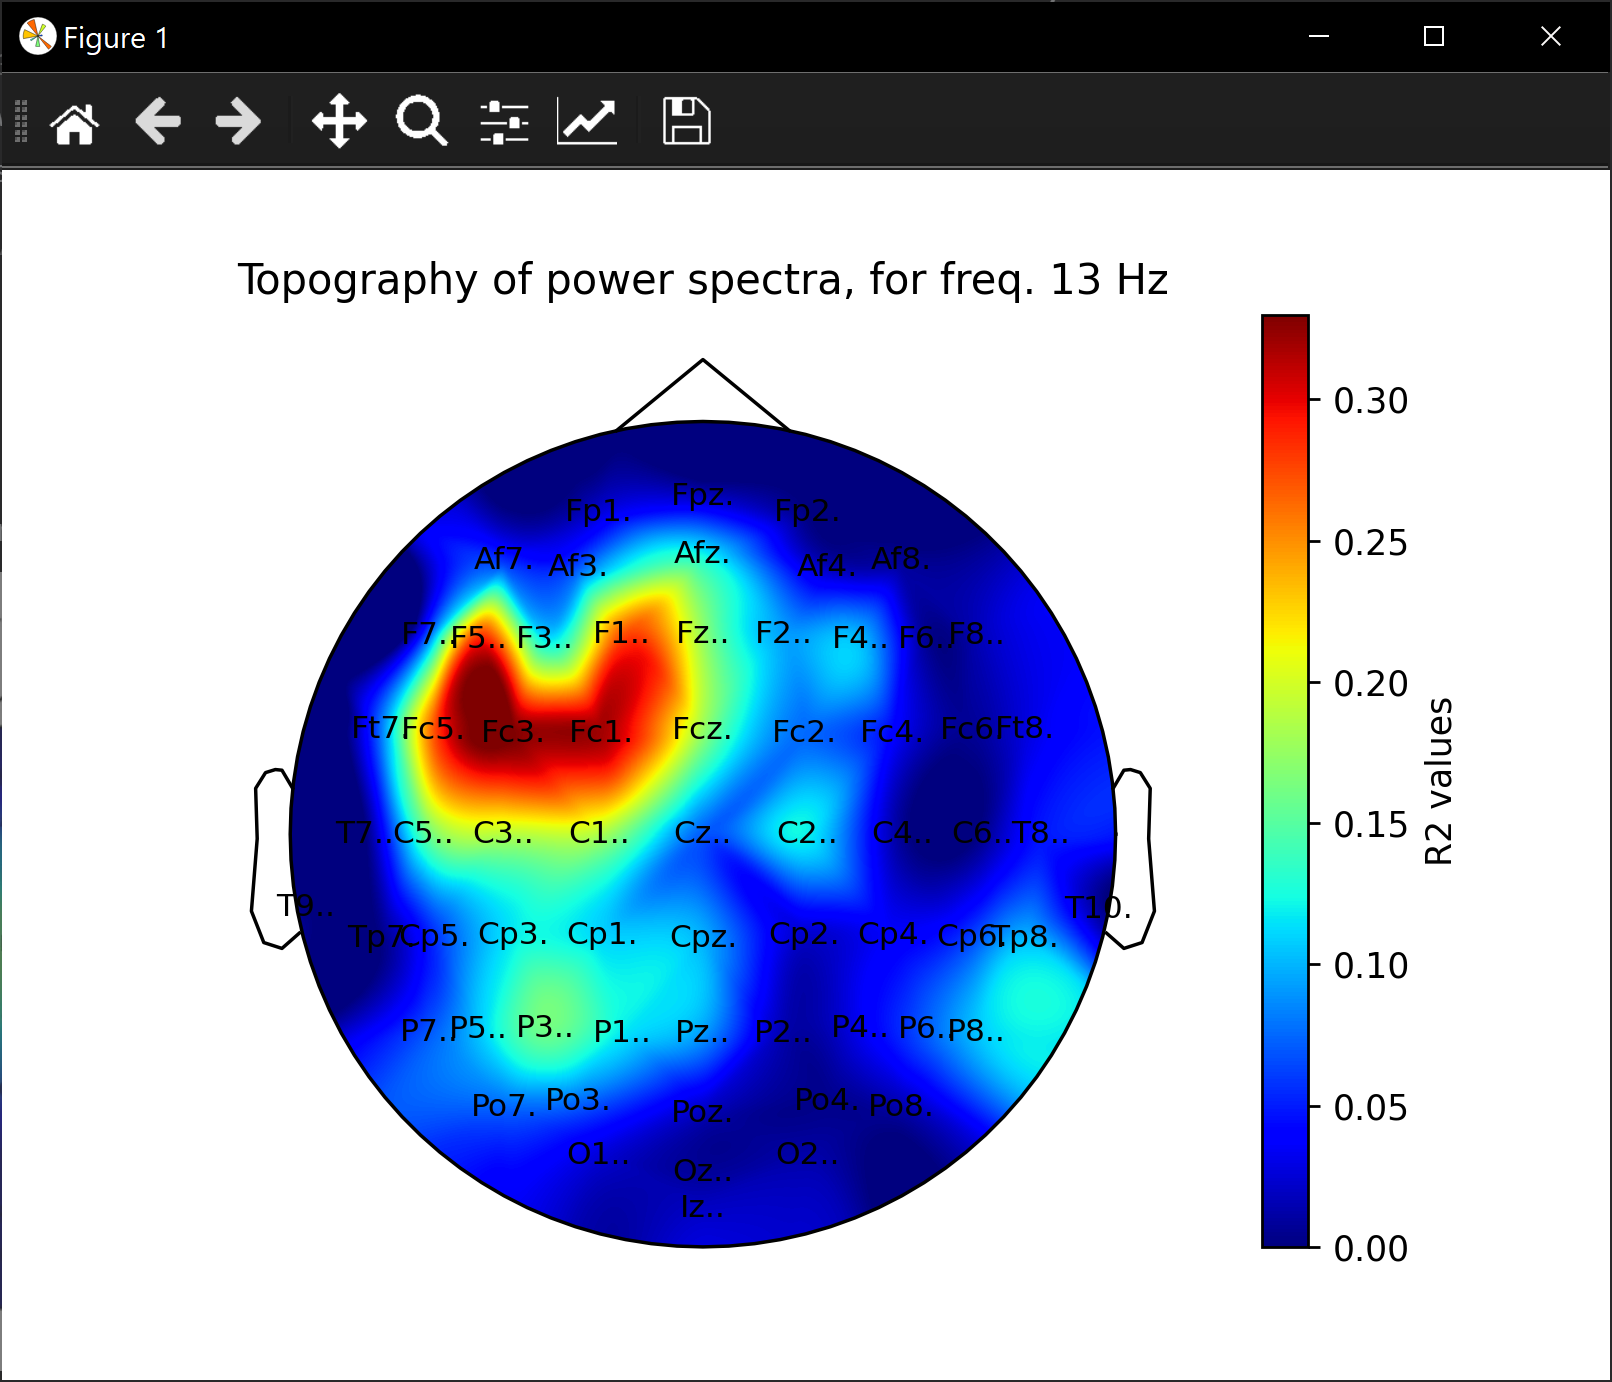 Figure 1
Topography of power spectra, for freq. 13 Hz
Fp1. Fpz. Fp2.
Af7. Af3. Afz. Af4. Af8.
F7.. F5.. F3.. F1.. Fz.. F2.. F4.. F6.. F8..
Ft7. Fc5. Fc3. Fc1. Fcz. Fc2. Fc4. Fc6. Ft8.
T7.. C5.. C3.. C1.. Cz.. C2.. C4.. C6.. T8..
T9.. T10.
Tp7. Cp5. Cp3. Cp1. Cpz. Cp2. Cp4. Cp6. Tp8.
P7.. P5.. P3.. P1.. Pz.. P2.. P4.. P6.. P8..
Po7. Po3. Poz. Po4. Po8.
O1.. Oz.. O2..
Iz..
0.30
0.25
0.20
0.15
0.10
0.05
0.00
R2 values